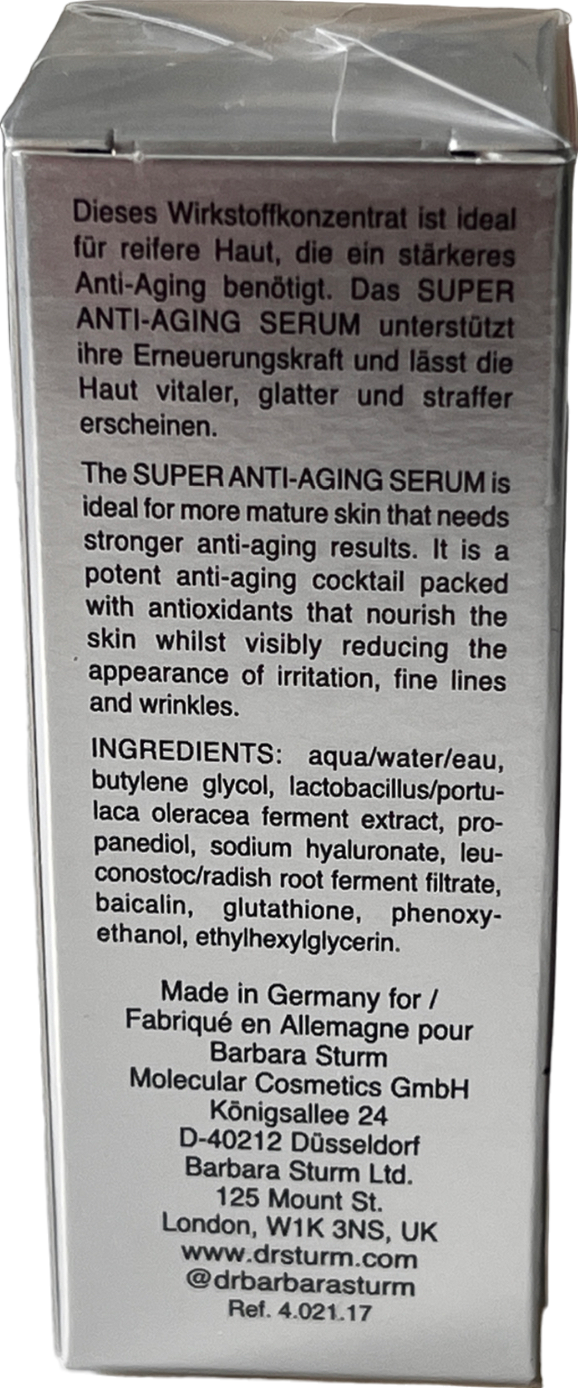 Dieses Wirkstoffkonzentrat ist ideal
für reifere Haut, die ein stärkeres
Anti-Aging benötigt. Das SUPER
ANTI-AGING SERUM unterstützt
ihre Erneuerungskraft und lässt die
Haut vitaler, glatter und straffer
erscheinen.
The SUPER ANTI-AGING SERUM is
ideal for more mature skin that needs
stronger anti-aging results. It is a
potent anti-aging cocktail packed
with antioxidants that nourish the
skin whilst visibly reducing the
appearance of irritation, fine lines
and wrinkles.
INGREDIENTS: aqua/water/eau,
butylene glycol, lactobacillus/portu-
laca oleracea ferment extract, pro-
panediol, sodium hyaluronate, leu-
conostoc/radish root ferment filtrate,
baicalin, glutathione, phenoxy-
ethanol, ethylhexylglycerin.
Made in Germany for /
Fabriqué en Allemagne pour
Barbara Sturm
Molecular Cosmetics GmbH
Königsallee 24
D-40212 Düsseldorf
Barbara Sturm Ltd.
125 Mount St.
London, W1K 3NS, UK
www.drsturm.com
@drbarbarasturm
Ref. 4.021.17